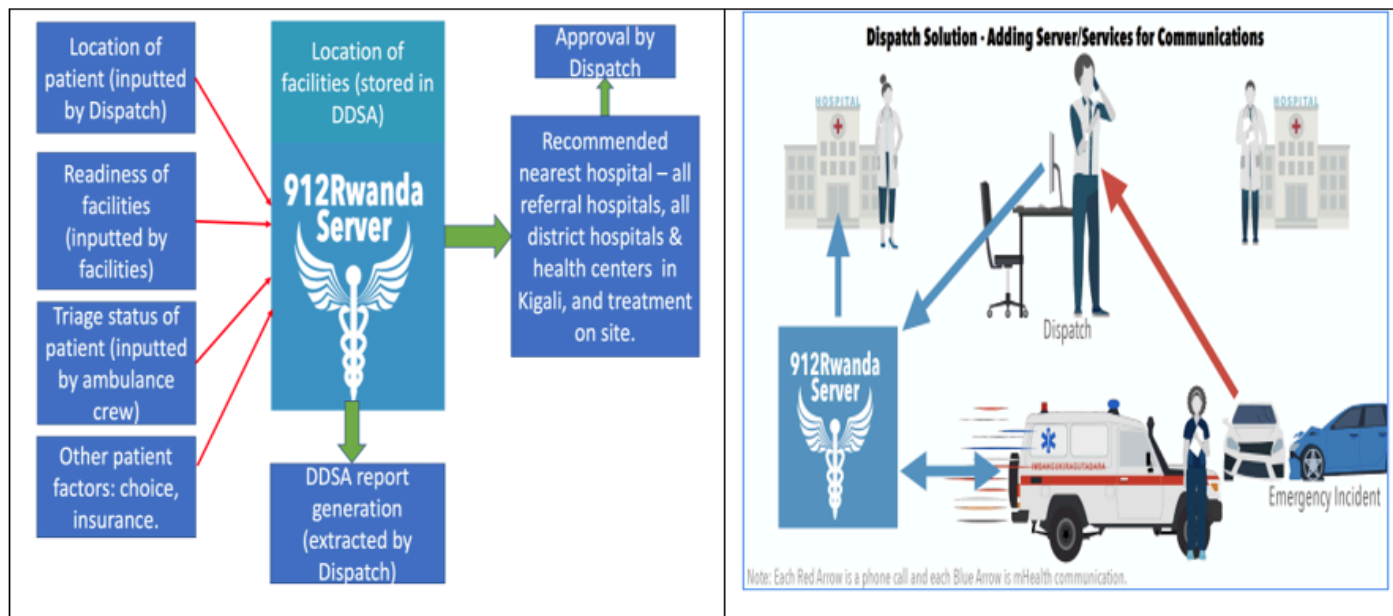 Location of
patient (inputted
by Dispatch)
Readiness of
facilities
(inputted by
facilities)
Triage status of
patient (inputted
by ambulance
crew)
Other patient
factors: choice,
insurance.
Location of
facilities (stored in
DDSA)
912Rwanda
Server
DDSA report
generation
(extracted by
Dispatch)
Approval by
Dispatch
Recommended
nearest hospital – all
referral hospitals, all
district hospitals &
health centers in
Kigali, and treatment
on site.
Dispatch Solution - Adding Server/Services for Communications
HOSPITAL
HOSPITAL
Dispatch
912Rwanda
Server
IMBANGUKIRAGUTABARA
Emergency Incident
Note: Each Red Arrow is a phone call and each Blue Arrow is mHealth communication.